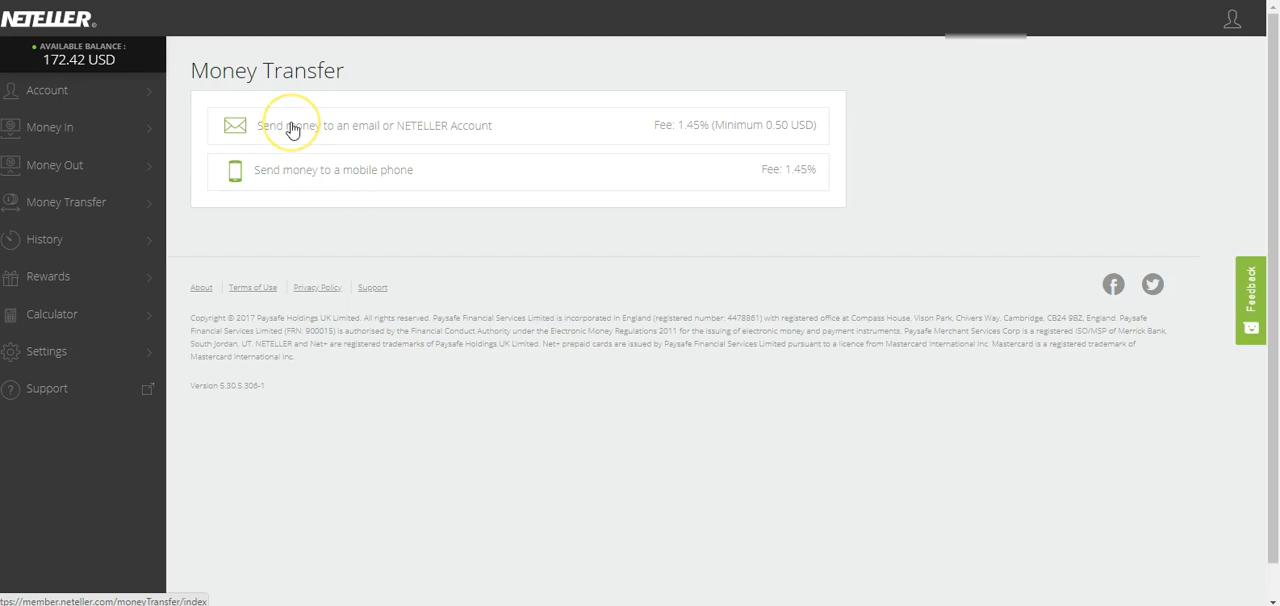 NETELLER®
AVAILABLE BALANCE :
172.42 USD
Account
Money In
Money Out
Money Transfer
History
Rewards
Calculator
Settings
Support
Money Transfer
Send money to an email or NETELLER Account Fee: 1.45% (Minimum 0.50 USD)
Send money to a mobile phone Fee: 1.45%
About Terms of Use Privacy Policy Support
Copyright © 2017 Paysafe Holdings UK Limited. All rights reserved. Paysafe Financial Services Limited is incorporated in England (registered number: 4478861) with registered office at Compass House, Vison Park, Chivers Way, Cambridge, CB24 9BZ, England. Paysafe
Financial Services Limited (FRN: 900015) is authorised by the Financial Conduct Authority under the Electronic Money Regulations 2011 for the issuing of electronic money and payment instruments. Paysafe Merchant Services Corp is a registered ISO/MSP of Merrick Bank,
South Jordan, UT. NETELLER and Net+ are registered trademarks of Paysafe Holdings UK Limited. Net+ prepaid cards are issued by Paysafe Financial Services Limited pursuant to a licence from Mastercard International Inc. Mastercard is a registered trademark of
Mastercard International Inc.
Version 5.30.5.306-1
Feedback
tps://member.neteller.com/moneyTransfer/index